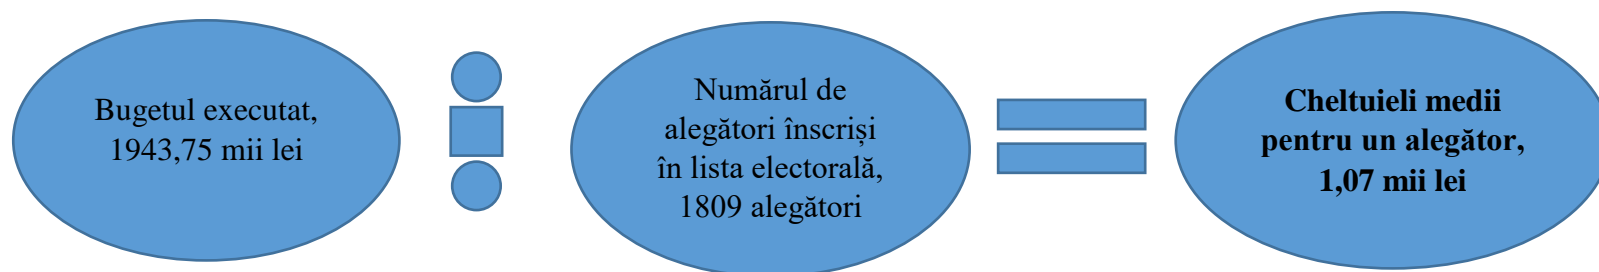 Bugetul executat,
1943,75 mii lei
Numărul de
alegători înscriși
în lista electorală,
1809 alegători
Cheltuieli medii
pentru un alegător,
1,07 mii lei